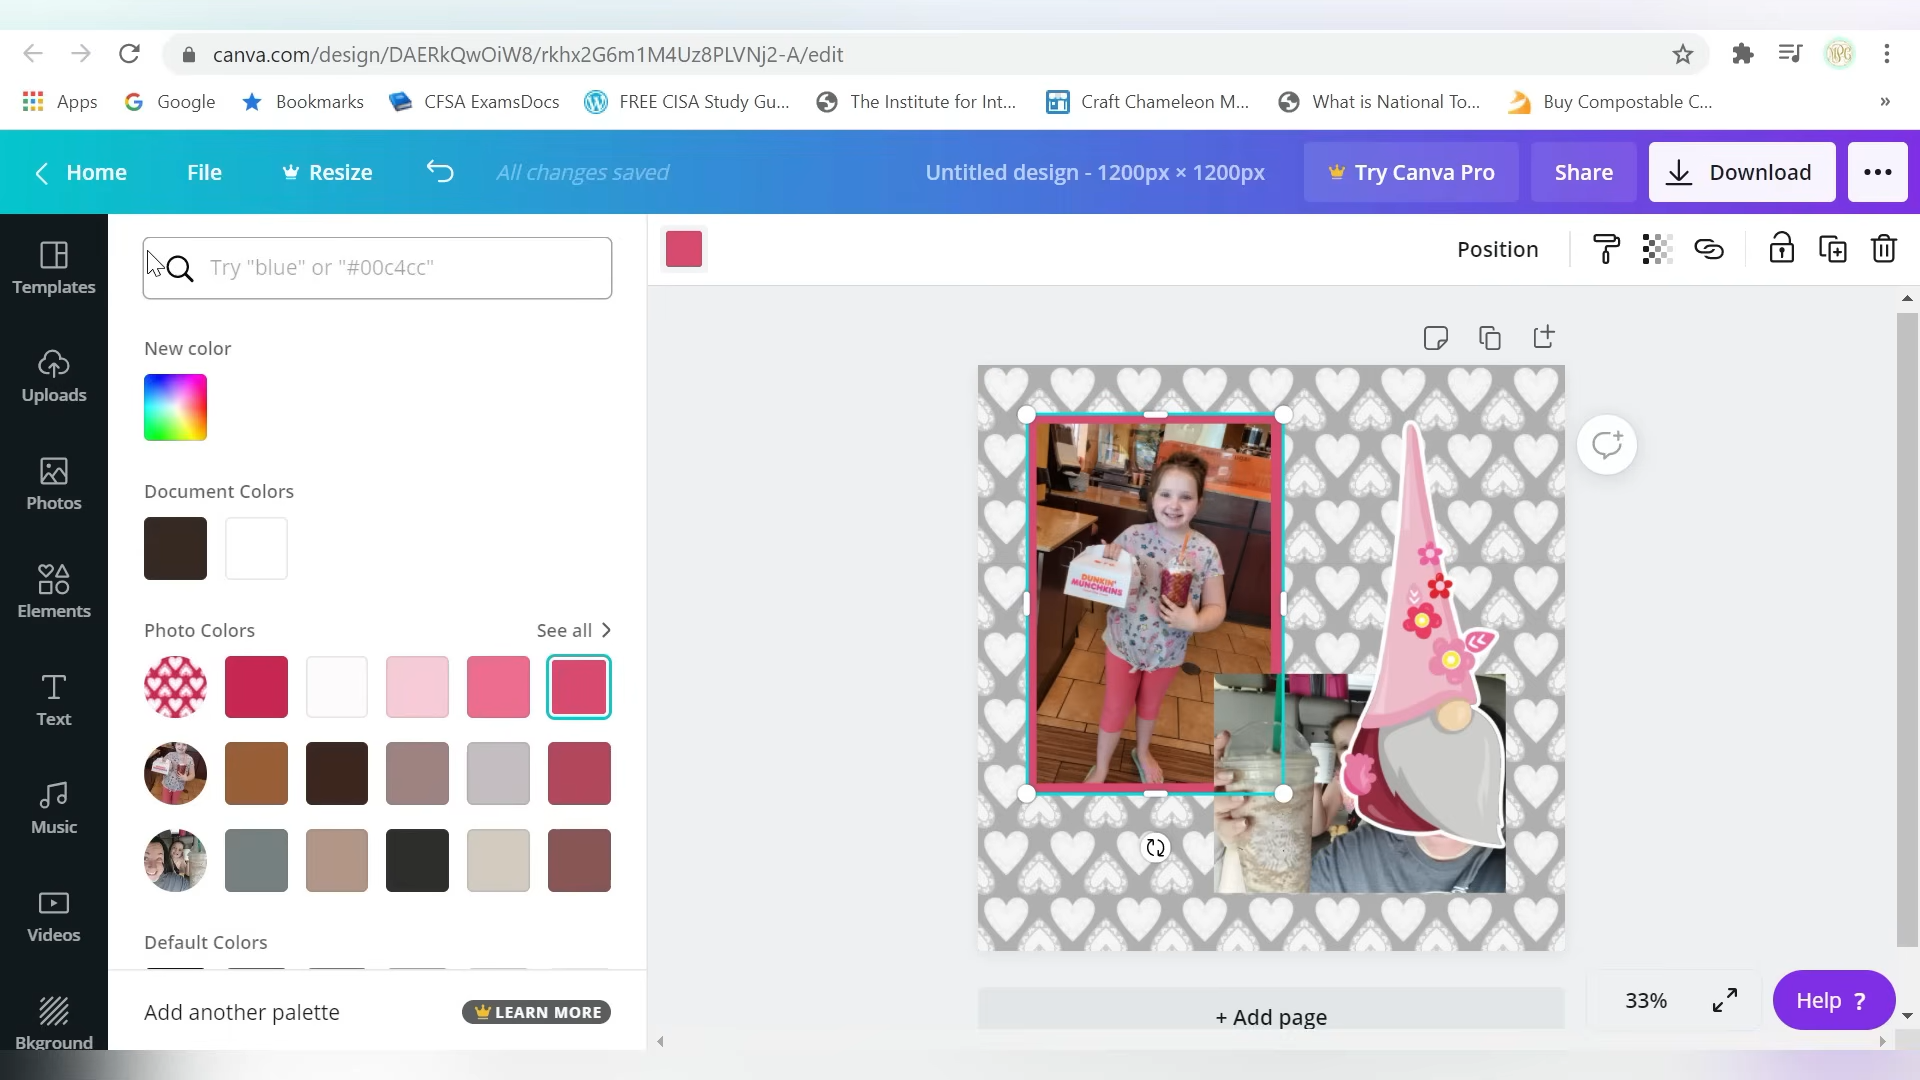 canva.com/design/DAERkQwOiW8/rkhx2G6m1M4Uz8PLVNj2-A/edit
Apps Google Bookmarks CFSA ExamsDocs FREE CISA Study Gu... The Institute for Int... Craft Chameleon M... What is National To... Buy Compostable C... »
Home File Resize All changes saved Untitled design - 1200px × 1200px Try Canva Pro Share Download
Templates
Uploads
Photos
Elements
Text
Music
Videos
Bkground
Try "blue" or "#00c4cc"
New color
Document Colors
Photo Colors See all
Default Colors
Add another palette LEARN MORE
Position
DUNKIN'
MUNCHKINS
+ Add page
33%
Help ?